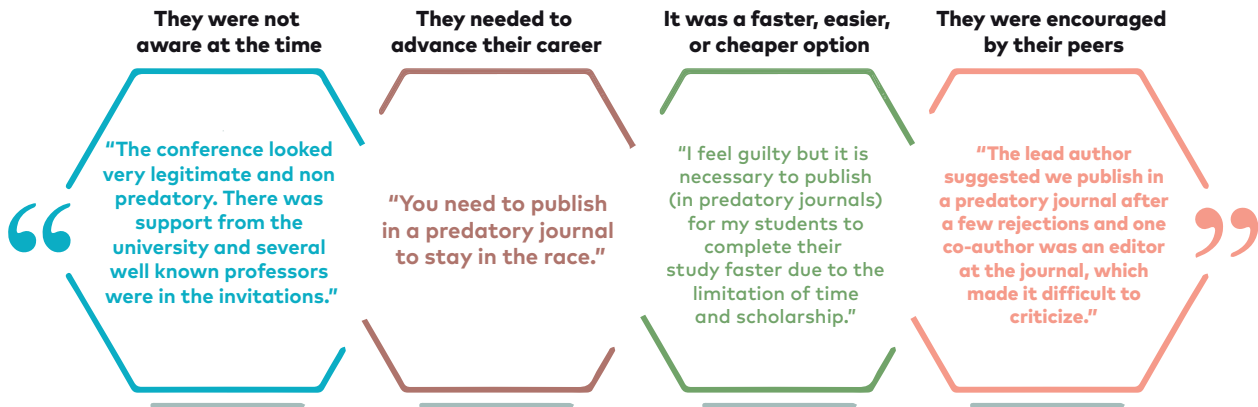 They were not
aware at the time
“The conference looked
very legitimate and non
predatory. There was
support from the
university and several
well known professors
were in the invitations.”
They needed to
advance their career
“You need to publish
in a predatory journal
to stay in the race.”
It was a faster, easier,
or cheaper option
“I feel guilty but it is
necessary to publish
(in predatory journals)
for my students to
complete their
study faster due to the
limitation of time
and scholarship.”
They were encouraged
by their peers
“The lead author
suggested we publish in
a predatory journal after
a few rejections and one
co-author was an editor
at the journal, which
made it difficult to
criticize.”